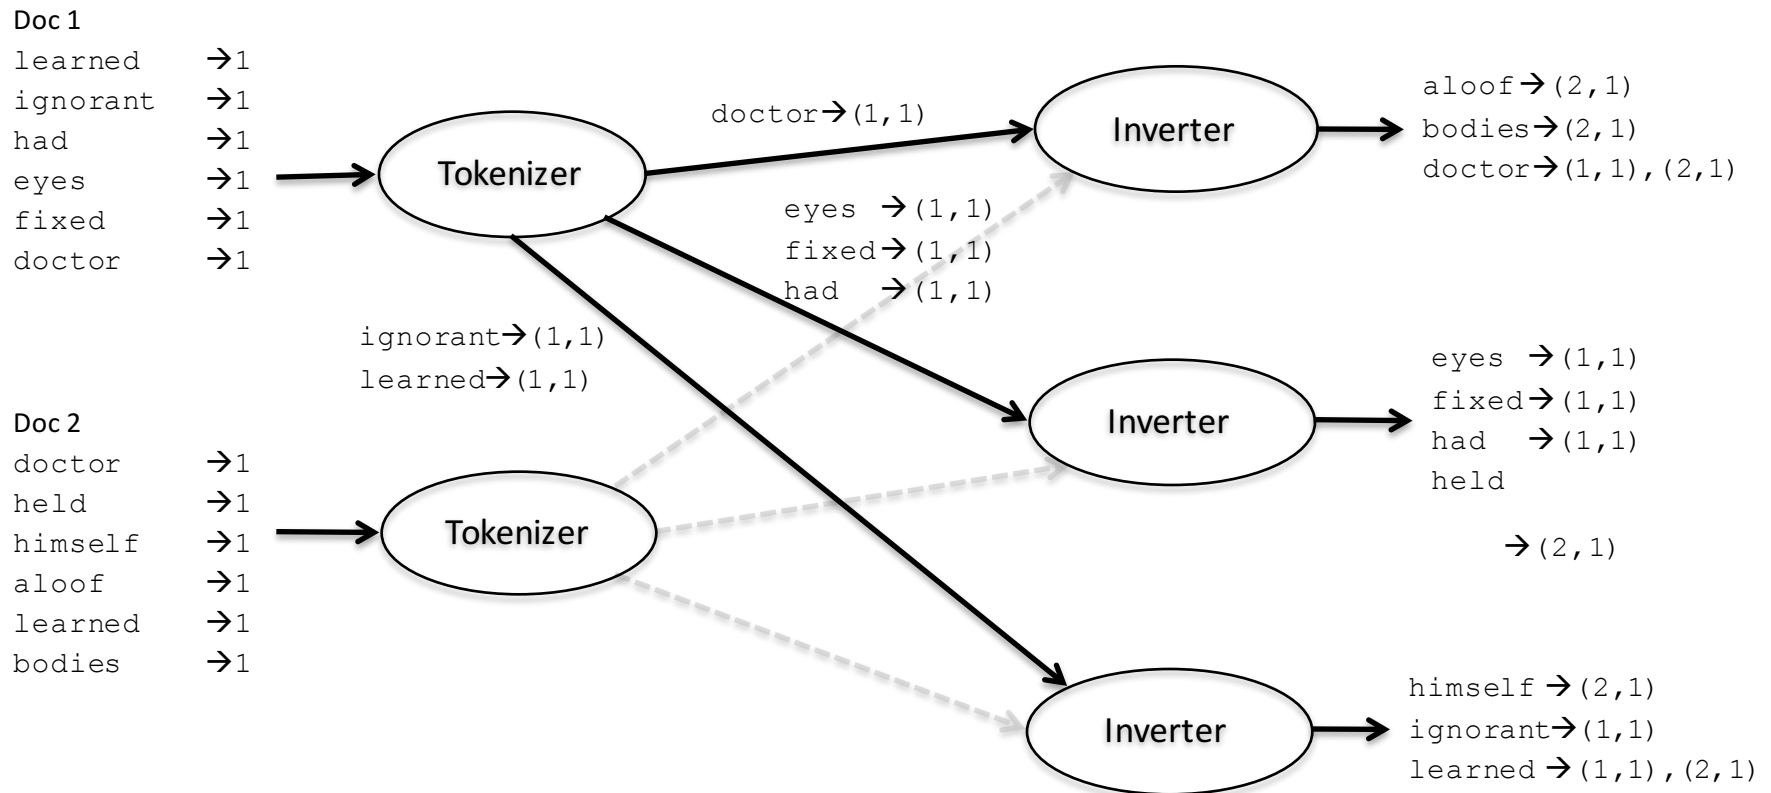 Doc 1
learned →1
ignorant →1
had →1
eyes →1
fixed →1
doctor →1
Doc 2
doctor →1
held →1
himself →1
aloof →1
learned →1
bodies →1
Tokenizer
Tokenizer
doctor→(1,1)
eyes →(1,1)
fixed→(1,1)
had →(1,1)
ignorant→(1,1)
learned→(1,1)
Inverter
Inverter
Inverter
aloof→(2,1)
bodies→(2,1)
doctor→(1,1),(2,1)
eyes →(1,1)
fixed→(1,1)
had →(1,1)
held
→(2,1)
himself→(2,1)
ignorant→(1,1)
learned→(1,1),(2,1)